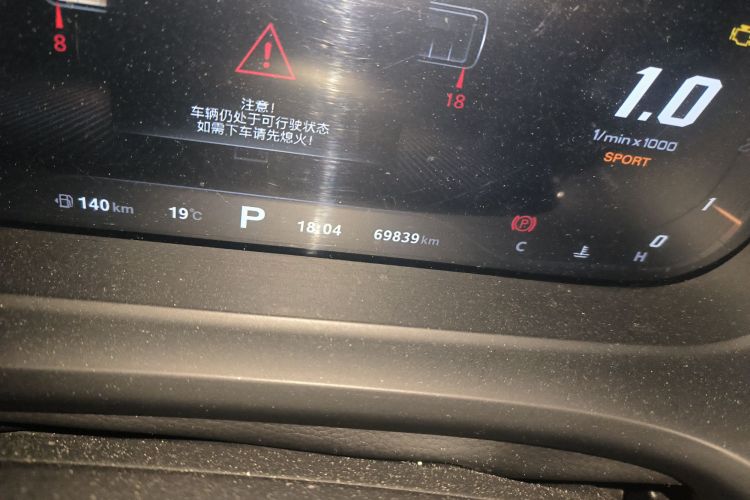 8
18
注意！
车辆仍处于可行驶状态
如需下车请先熄火！
1.0
1/min x 1000
SPORT
140 km
19℃
P
18:04
69839 km
P
C
H
0
1